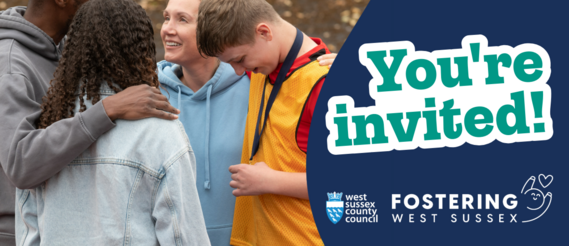 You're
invited!
west
sussex
county
council
FOSTERING
WEST SUSSEX